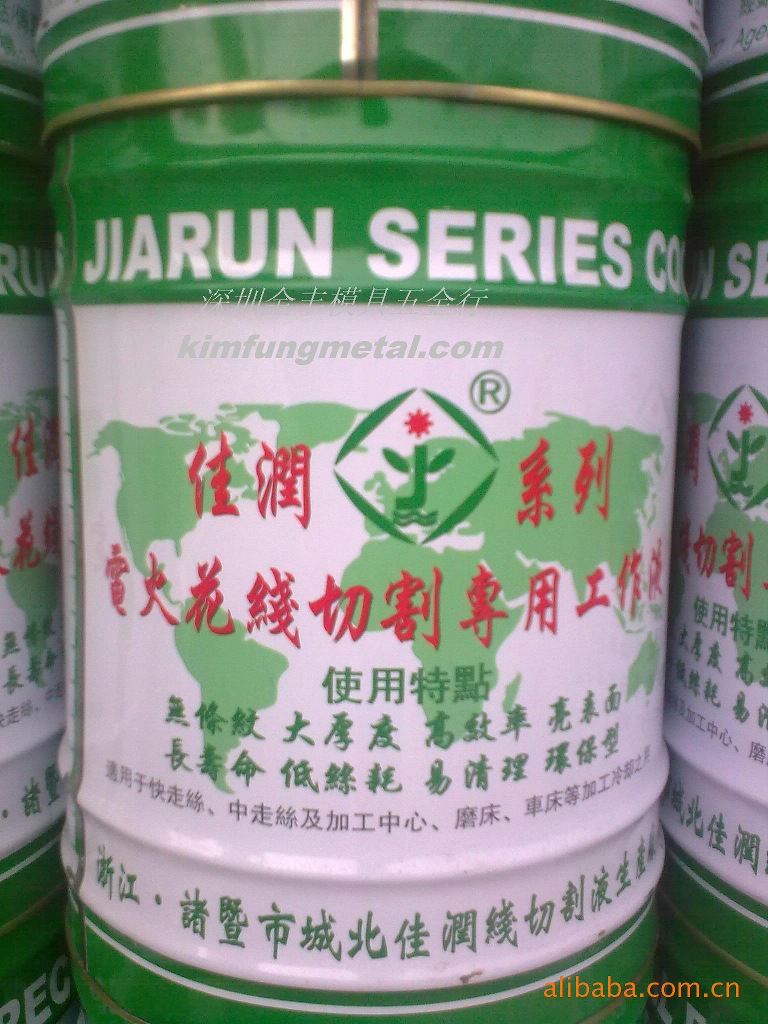 JIARUN SERIES CO
深圳金丰模具五金行
kimfungmetal.com
®
佳潤 系列
電火花綫切割專用工作液
使用特點
無條紋 大厚度 高效率 亮表面
長壽命 低絲耗 易清理 環保型
適用于快走絲、中走絲及加工中心、磨床、車床等加工冷却之用
浙江·諸暨市城北佳潤綫切割液生産
alibaba.com.cn